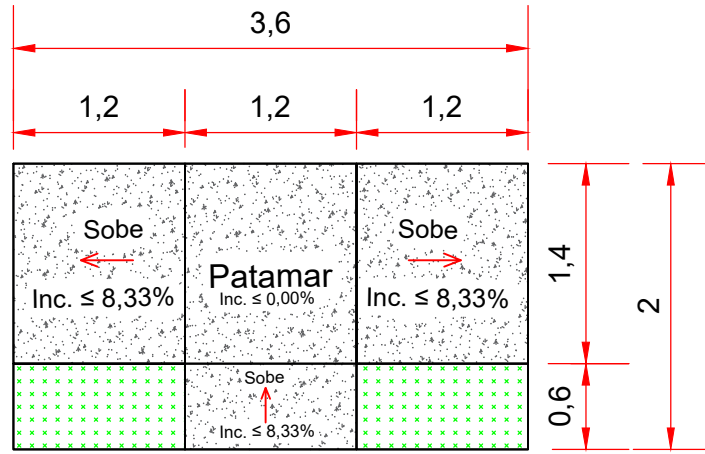 3,6
1,2 1,2 1,2
Sobe
Inc. ≤ 8,33%
Patamar
Inc. ≤ 0,00%
Sobe
Inc. ≤ 8,33%
1,4
2
Sobe
Inc. ≤ 8,33%
0,6